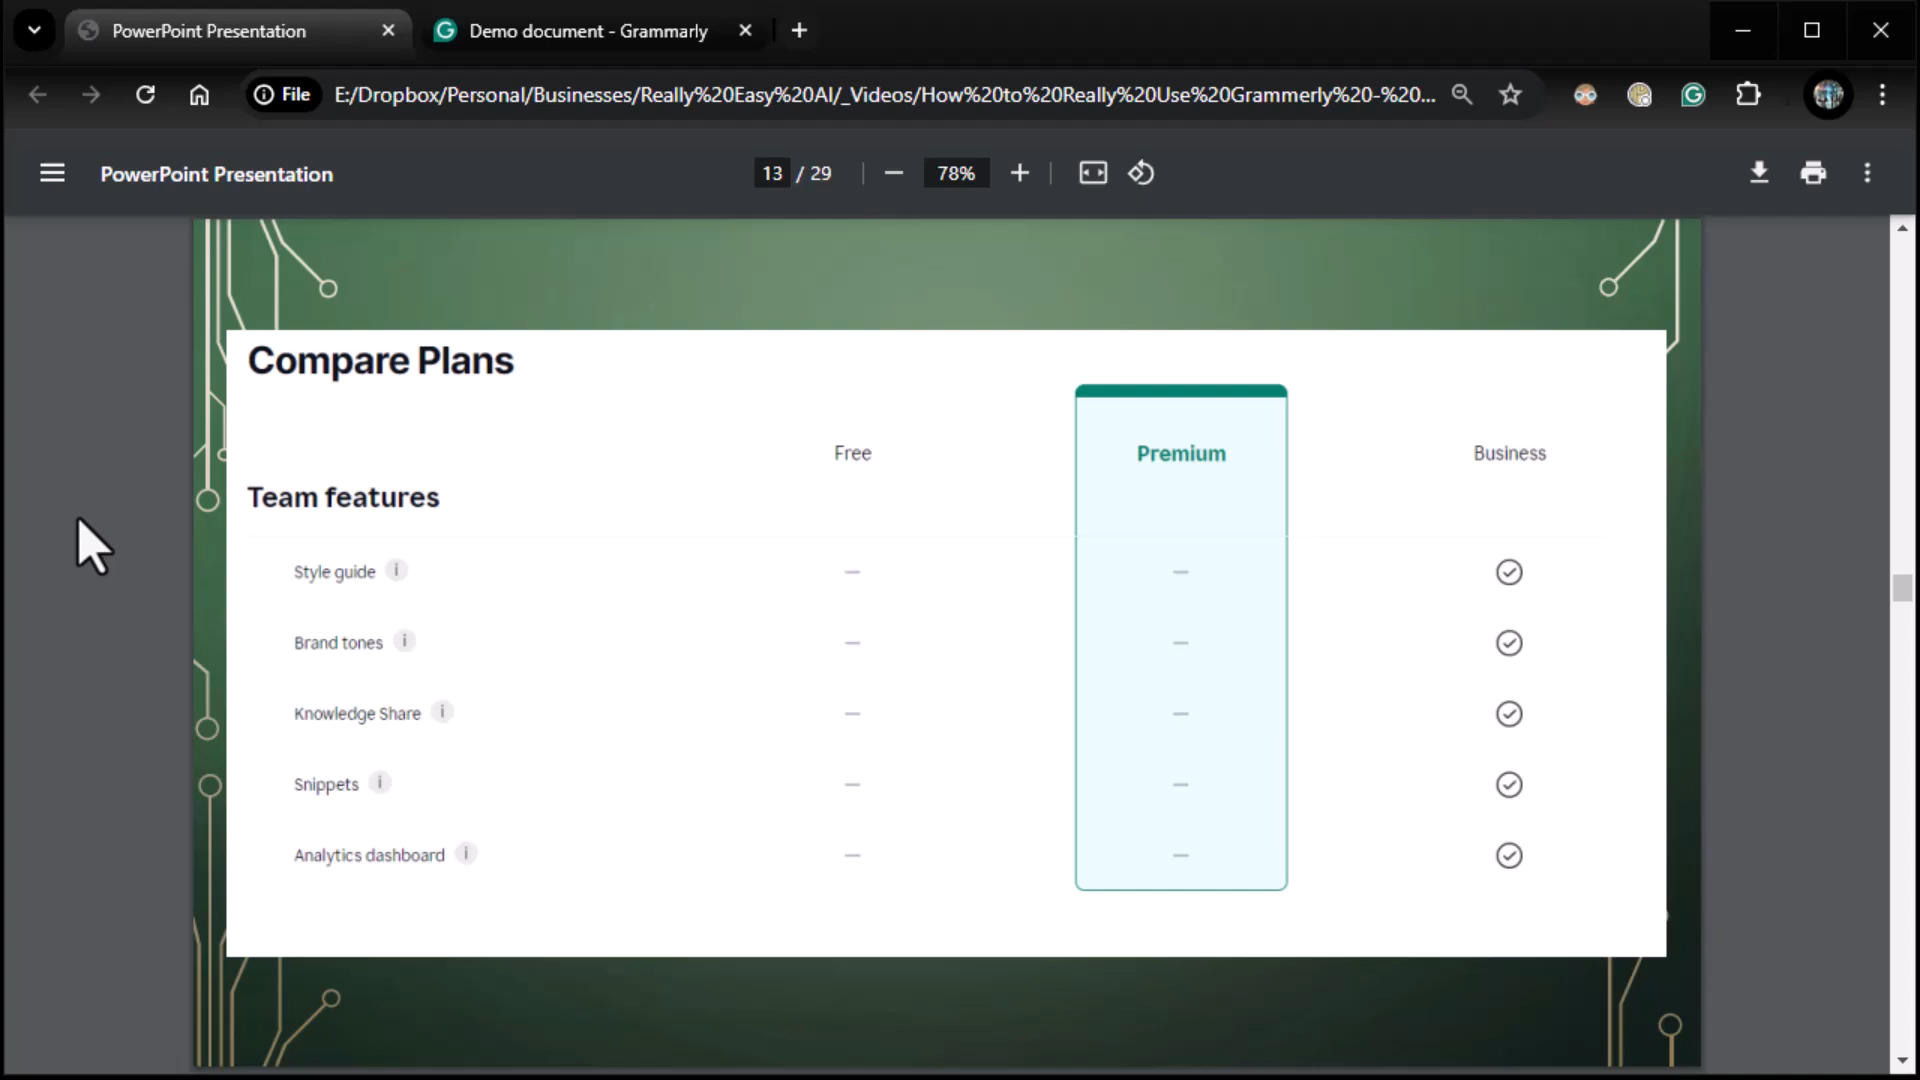 PowerPoint Presentation
Demo document - Grammarly
File
E:/Dropbox/Personal/Businesses/Really%20Easy%20AI/_Videos/How%20to%20Really%20Use%20Grammerly%20-%20...
PowerPoint Presentation
13 / 29
78%
Compare Plans
Free
Premium
Business
Team features
Style guide i
Brand tones i
Knowledge Share i
Snippets i
Analytics dashboard i